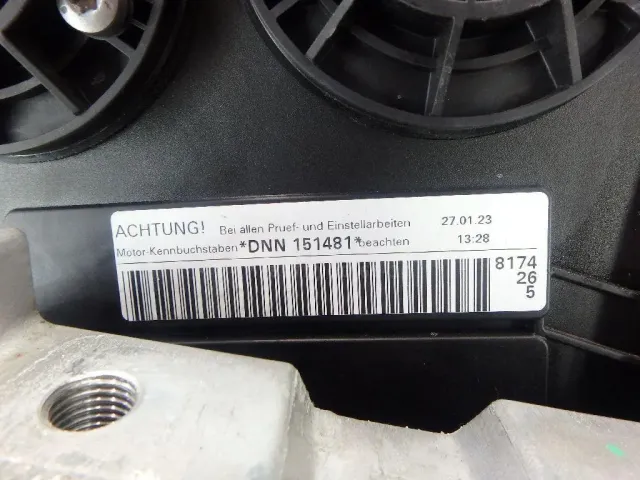 ACHTUNG! Bei allen Pruef- und Einstellarbeiten 27.01.23
Motor-Kennbuchstaben *DNN 151481* beachten 13:28
8174
26
5